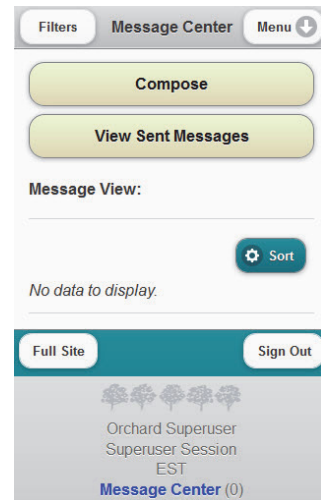 Filters Message Center Menu
Compose
View Sent Messages
Message View:
Sort
No data to display.
Full Site Sign Out
Orchard Superuser
Superuser Session
EST
Message Center (0)